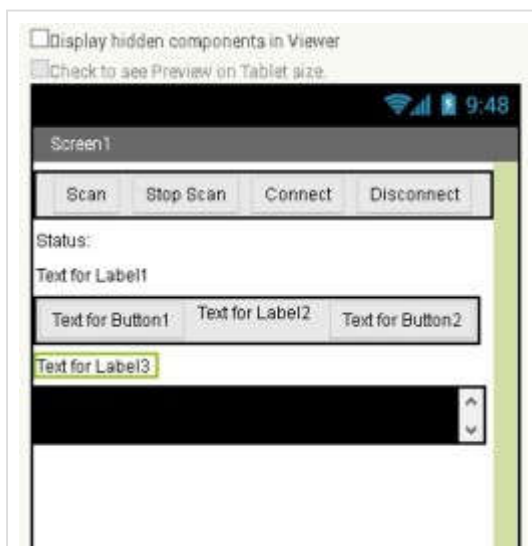 Display hidden components in Viewer
Check to see Preview on Tablet size.
9:48
Screen1
Scan Stop Scan Connect Disconnect
Status:
Text for Label1
Text for Button1 Text for Label2 Text for Button2
Text for Label3